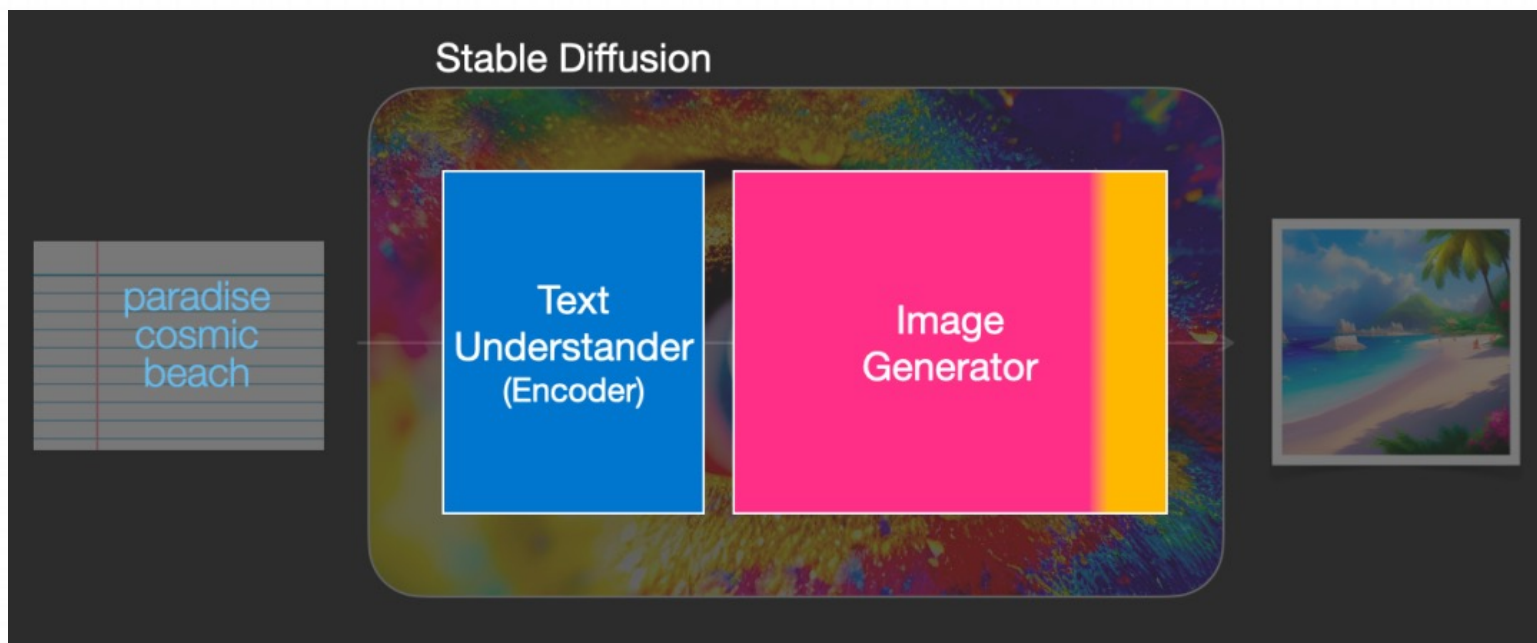 Stable Diffusion
paradise
cosmic
beach
Text
Understander
(Encoder)
Image
Generator